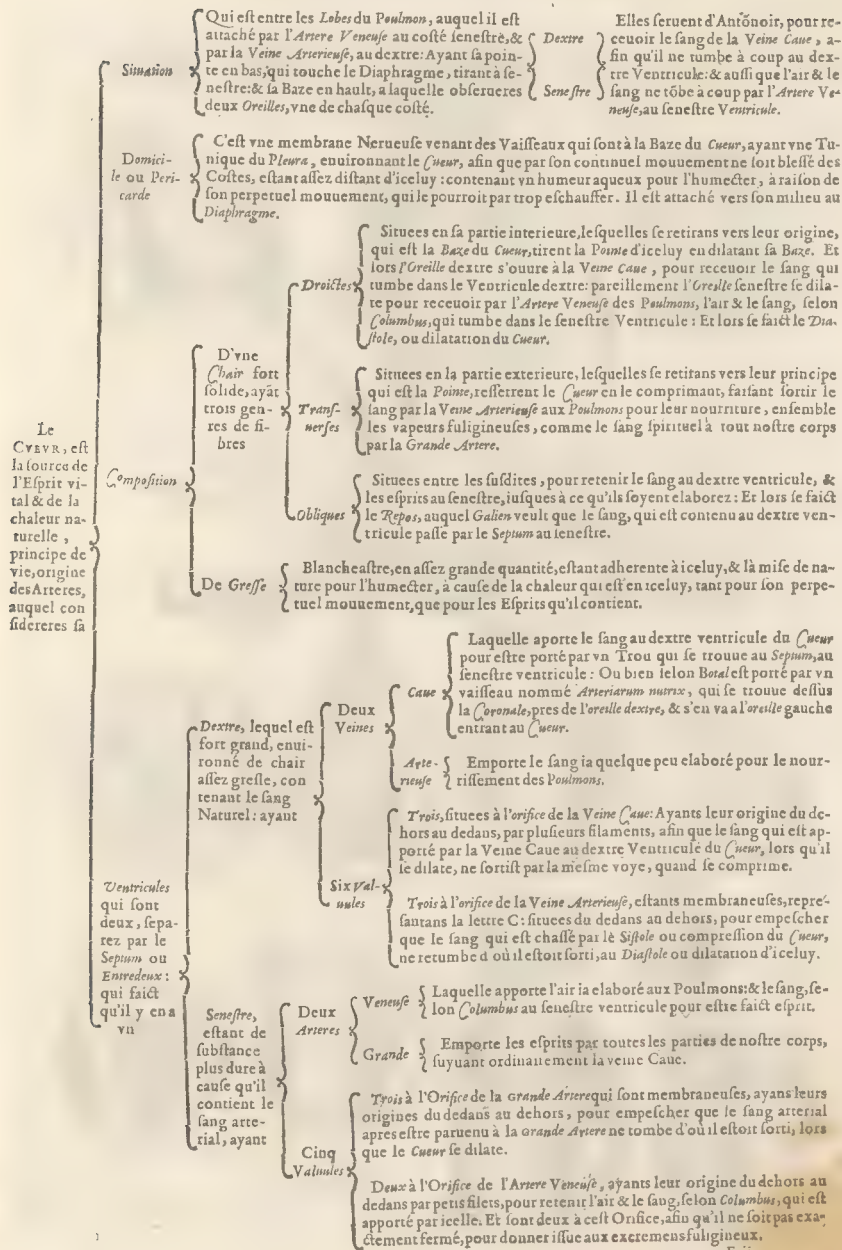 Le
CVEVR, eſt
la ſource de
l'Eſprit vi-
tal & de la
chaleur na-
turelle,
principe de
vie, origine
des Arteres,
auquel con
ſidereres ſa
Situation
Qui eſt entre les Lobes du Poulmon, auquel il eſt
attaché par l'Artere Veneuſe au coſté ſeneſtre, &
par la Veine Arterieuſe, au dextre: Ayant ſa poin-
te en bas, qui touche le Diaphragme, tirant à ſe-
neſtre: & ſa Baze en hault, a laquelle obſerueres
deux Oreilles, vne de chaſque coſté.
Dextre
Seneſtre
Elles ſeruent d'Antõnoir, pour re-
ceuoir le ſang de la Veine Caue, a-
fin qu'il ne tumbe à coup au dex-
tre Ventricule: & auſſi que l'air & le
ſang ne tõbe à coup par l'Artere Ve-
neuſe, au ſeneſtre Ventricule.
Domici-
le ou Peri-
carde
C'eſt vne membrane Nerueuſe venant des Vaiſſeaux qui ſont à la Baze du Cueur, ayant vne Tu-
nique du Pleura, enuironnant le Cueur, afin que par ſon continuel mouuement ne ſoit bleſſé des
Coſtes, eſtant aſſez diſtant d'iceluy: contenant vn humeur aqueux pour l'humecter, à raiſon de
ſon perpetuel mouuement, qui le pourroit par trop eſchauffer. Il eſt attaché vers ſon milieu au
Diaphragme.
Compoſition
D'vne
Chair fort
ſolide, ayãt
trois gen-
res de fi-
bres
Droictes
Situees en ſa partie interieure, leſquelles ſe retirans vers leur origine,
qui eſt la Baze du Cueur, tirent la Pointe d'iceluy en dilatant ſa Baze. Et
lors l'Oreille dextre s'ouure à la Veine Caue, pour receuoir le ſang qui
tumbe dans le Ventricule dextre: pareillement l'Oreille ſeneſtre ſe dila-
te pour receuoir par l'Artere Veneuſe des Poulmons, l'air & le ſang, ſelon
Columbus, qui tumbe dans le ſeneſtre Ventricule: Et lors ſe faict le Dia-
ſtole, ou dilatation du Cueur.
Tranſ-
uerſes
Situees en la partie exterieure, leſquelles ſe retirans vers leur principe
qui eſt la Pointe, reſſerrent le Cueur en le comprimant, faiſant ſortir le
ſang par la Veine Arterieuſe aux Poulmons pour leur nourriture, enſemble
les vapeurs fuligineuſes, comme le ſang ſpirituel à tout noſtre corps
par la Grande Artere.
Obliques
Situees entre les ſuſdites, pour retenir le ſang au dextre ventricule, &
les eſprits au ſeneſtre, iuſques à ce qu'ils ſoyent elaborez: Et lors ſe faict
le Repos, auquel Galien veult que le ſang, qui eſt contenu au dextre ven-
tricule paſſe par le Septum au ſeneſtre.
De Greſſe
Blancheaſtre, en aſſez grande quantité, eſtant adherente à iceluy, & là miſe de na-
ture pour l'humecter, à cauſe de la chaleur qui eſt en iceluy, tant pour ſon perpe-
tuel mouuement, que pour les Eſprits qu'il contient.
Ventricules
qui ſont
deux, ſepa-
rez par le
Septum ou
Entredeux:
qui faict
qu'il y en a
vn
Dextre, lequel eſt
fort grand, enui-
ronné de chair
aſſez greſle, con
tenant le ſang
Naturel: ayant
Deux
Veines
Caue
Laquelle aporte le ſang au dextre ventricule du Cueur
pour eſtre porté par vn Trou qui ſe trouue au Septum, au
ſeneſtre ventricule: Ou bien ſelon Botal eſt porté par vn
vaiſſeau nommé Arteriarum nutrix, qui ſe trouue deſſus
la Coronale, pres de l'oreille dextre, & s'en va a l'oreille gauche
entrant au Cueur.
Arte-
rieuſe
Emporte le ſang ia quelque peu elaboré pour le nour-
riſſement des Poulmons.
Six Val-
uules
Trois, ſituees à l'orifice de la Veine Caue: Ayants leur origine du de-
hors au dedans, par pluſieurs filaments, afin que le ſang qui eſt ap-
porté par la Veine Caue au dextre Ventricule du Cueur, lors qu'il
ſe dilate, ne ſortiſt par la meſme voye, quand ſe comprime.
Trois à l'orifice de la Veine Arterieuſe, eſtants membraneuſes, repre-
ſantans la lettre C: ſituees du dedans au dehors, pour empeſcher
que le ſang qui eſt chaſſé par lè Siſtole ou compreſſion du Cueur,
ne retumbe d où il eſtoit ſorti, au Diaſtole ou dilatation d'iceluy.
Seneſtre,
eſtant de
ſubſtance
plus dure à
cauſe qu'il
contient le
ſang arte-
rial, ayant
Deux
Arteres
Veneuſe
Laquelle apporte l'air ia elaboré aux Poulmons: & le ſang, ſe-
lon Columbus au ſeneſtre ventricule pour eſtre faict eſprit.
Grande
Emporte les eſprits par toutes les parties de noſtre corps,
ſuyuant ordinairement la veine Caue.
Cinq
Valuules
Trois à l'Orifice de la Grande Artere qui ſont membraneuſes, ayans leurs
origines du dedans au dehors, pour empeſcher que le ſang arterial
apres eſtre paruenu à la Grande Artere ne tombe d'où il eſtoit ſorti, lors
que le Cueur ſe dilate.
Deux à l'Orifice de l'Artere Veneuſe, ayants leur origine du dehors au
dedans par petis filets, pour retenir l'air & le ſang, ſelon Columbus, qui eſt
apporté par icelle. Et ſont deux à ceſt Orifice, afin qu'il ne ſoit pas exa-
ctement fermé, pour donner iſſue aux excremens fuligineux.